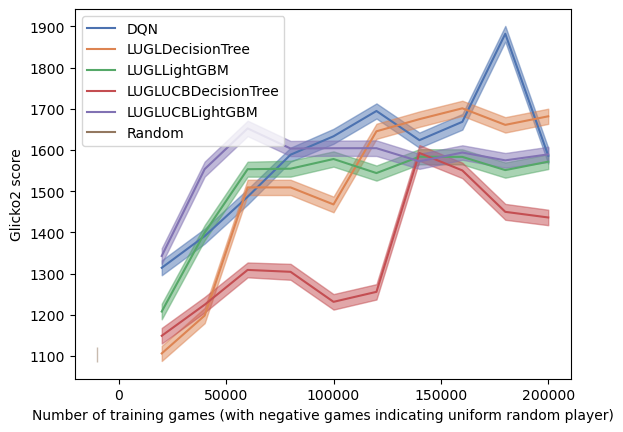 1900
1800
1700
1600
1500
1400
1300
1200
1100
Glicko2 score
DQN
LUGLDecisionTree
LUGLLightGBM
LUGLUCBDecisionTree
LUGLUCBLightGBM
Random
0
50000
100000
150000
200000
Number of training games (with negative games indicating uniform random player)